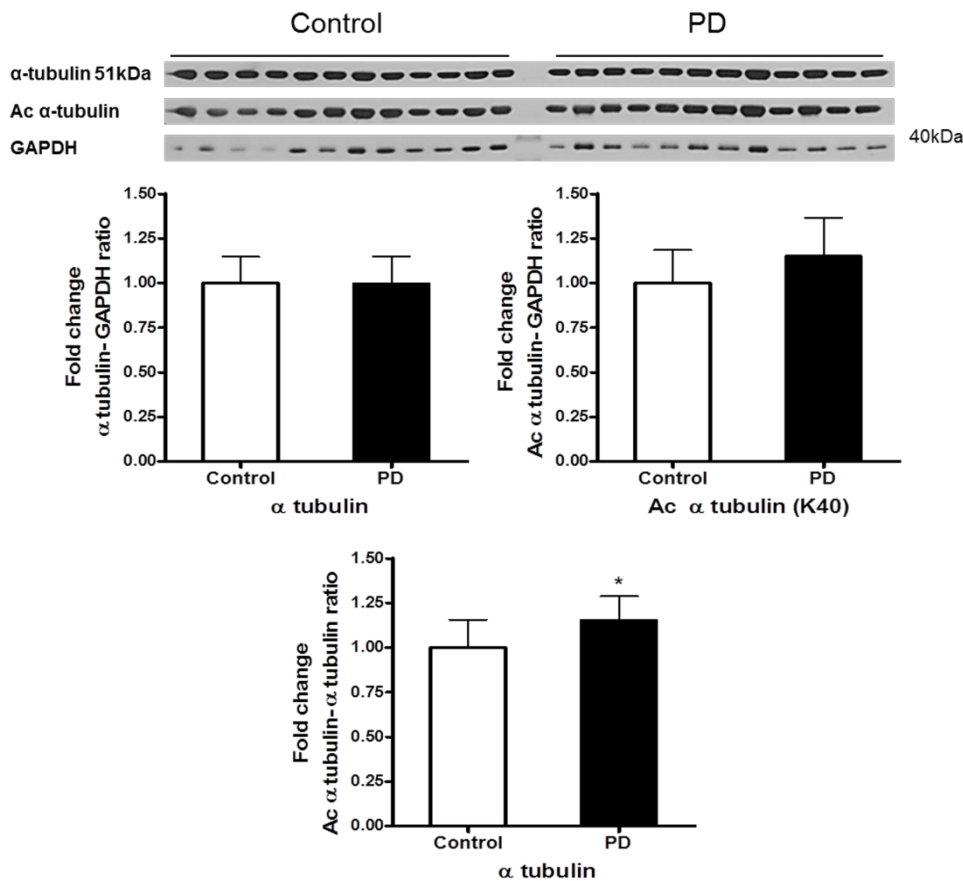 Control PD
α-tubulin 51kDa
Ac α-tubulin
GAPDH
40kDa
Fold change
α tubulin-GAPDH ratio
1.50
1.25
1.00
0.75
0.50
0.25
0.00
Control PD
α tubulin
Fold change
Ac α tubulin-GAPDH ratio
1.50
1.25
1.00
0.75
0.50
0.25
0.00
Control PD
Ac α tubulin (K40)
Fold change
Ac α tubulin-α tubulin ratio
1.50
1.25
1.00
0.75
0.50
0.25
0.00
*
Control PD
α tubulin